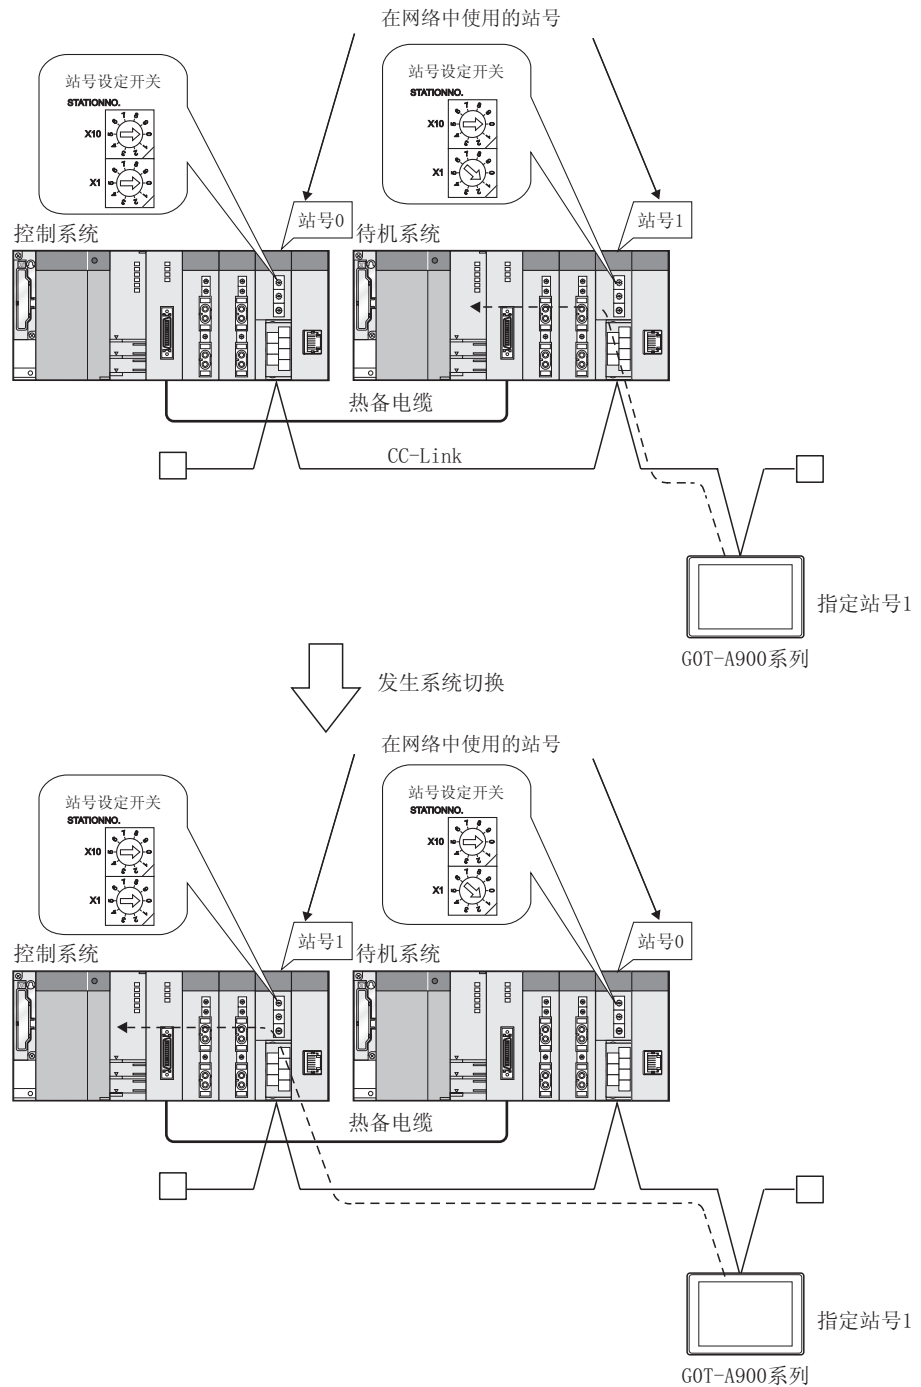 在网络中使用的站号
站号设定开关
STATIONNO.
X10
X1
站号设定开关
STATIONNO.
X10
X1
控制系统
站号0
待机系统
站号1
热备电缆
CC-Link
指定站号1
GOT-A900系列
发生系统切换
在网络中使用的站号
站号设定开关
STATIONNO.
X10
X1
站号设定开关
STATIONNO.
X10
X1
控制系统
站号1
待机系统
站号0
热备电缆
指定站号1
GOT-A900系列